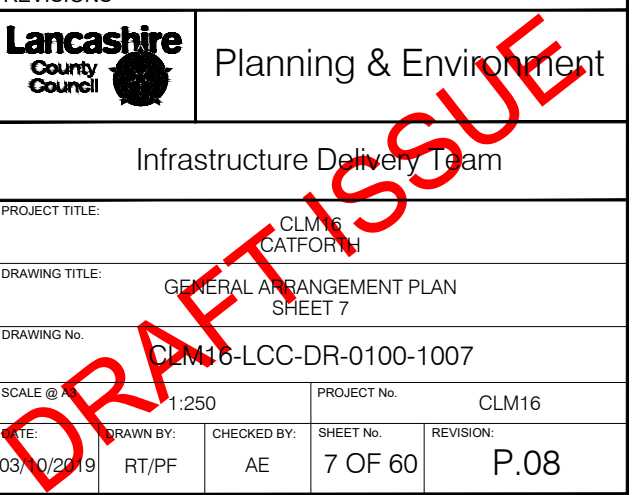 REVISIONS
Lancashire
County
Council
Planning & Environment
Infrastructure Delivery Team
PROJECT TITLE:
CLM16
CATFORTH
DRAWING TITLE:
GENERAL ARRANGEMENT PLAN
SHEET 7
DRAWING No.
CLM16-LCC-DR-0100-1007
SCALE @ A3
1:250
PROJECT No.
CLM16
DATE:
03/10/2019
DRAWN BY:
RT/PF
CHECKED BY:
AE
SHEET No.
7 OF 60
REVISION:
P.08
DRAFT ISSUE